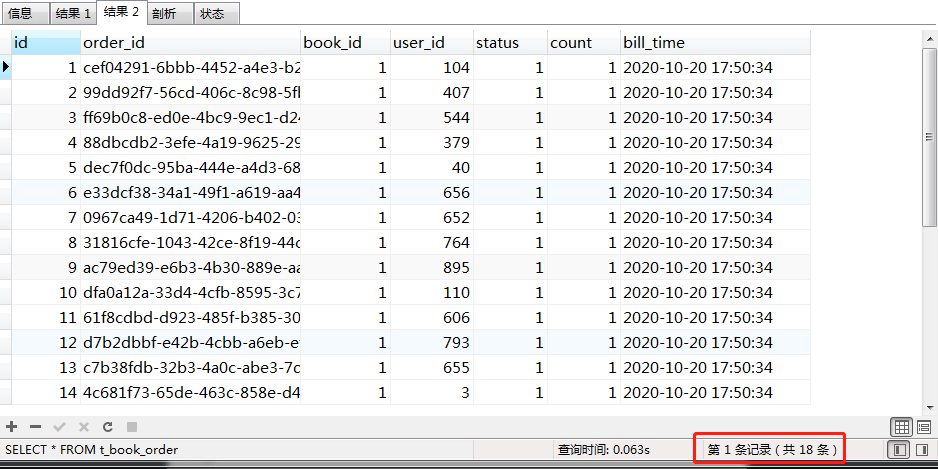 信息 结果 1 结果 2 剖析 状态
id order_id book_id user_id status count bill_time
1 cef04291-6bbb-4452-a4e3-b2 1 104 1 1 2020-10-20 17:50:34
2 99dd92f7-56cd-406c-8c98-5f 1 407 1 1 2020-10-20 17:50:34
3 ff69b0c8-ed0e-4bc9-9ec1-d24 1 544 1 1 2020-10-20 17:50:34
4 88dbcdb2-3efe-4a19-9625-29 1 379 1 1 2020-10-20 17:50:34
5 dec7f0dc-95ba-444e-a4d3-68 1 40 1 1 2020-10-20 17:50:34
6 e33dcf38-34a1-49f1-a619-aa4 1 656 1 1 2020-10-20 17:50:34
7 0967ca49-1d71-4206-b402-03 1 652 1 1 2020-10-20 17:50:34
8 31816cfe-1043-42ce-8f19-44c 1 764 1 1 2020-10-20 17:50:34
9 ac79ed39-e6b3-4b30-889e-aa 1 895 1 1 2020-10-20 17:50:34
10 dfa0a12a-33d4-4cfb-8595-3c7 1 110 1 1 2020-10-20 17:50:34
11 61f8cdbd-d923-485f-b385-30 1 606 1 1 2020-10-20 17:50:34
12 d7b2dbbf-e42b-4cbb-a6eb-e 1 793 1 1 2020-10-20 17:50:34
13 c7b38fdb-32b3-4a0c-abe3-7c 1 655 1 1 2020-10-20 17:50:34
14 4c681f73-65de-463c-858e-d4 1 3 1 1 2020-10-20 17:50:34
SELECT * FROM t_book_order 查询时间: 0.063s 第 1 条记录 ( 共 18 条 )